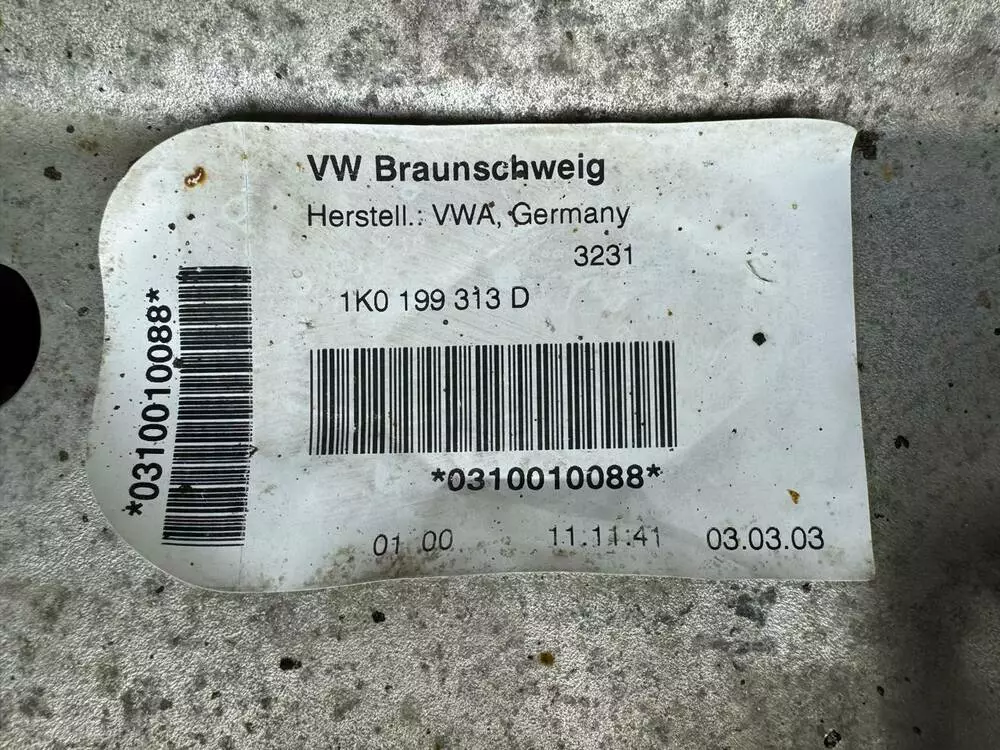 VW Braunschweig
Herstell.: VWA, Germany
3231
1K0 199 313 D
*0310010088*
*0310010088*
01 00 11:11:41 03.03.03